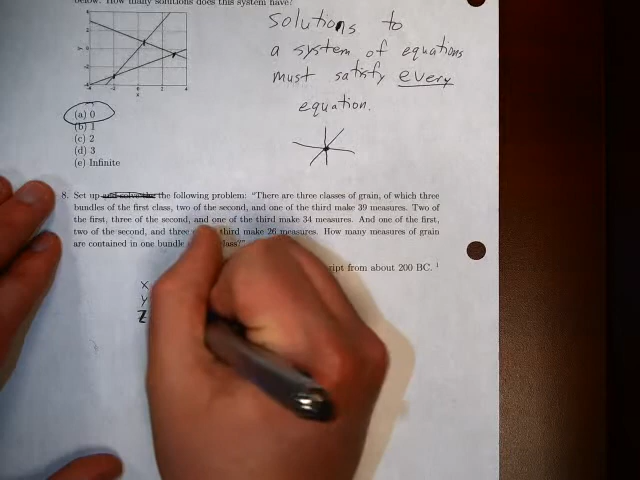 below. How many solutions does this system have?
Solutions to
a system of equations
must satisfy every
equation.
(a) 0
(b) 1
(c) 2
(d) 3
(e) Infinite
8. Set up and solve the the following problem: "There are three classes of grain, of which three
bundles of the first class, two of the second, and one of the third make 39 measures. Two of
the first, three of the second, and one of the third make 34 measures. And one of the first,
two of the second, and three third make 26 measures. How many measures of grain
are contained in one bundle class?"
ript from about 200 BC. 1
x
y
z